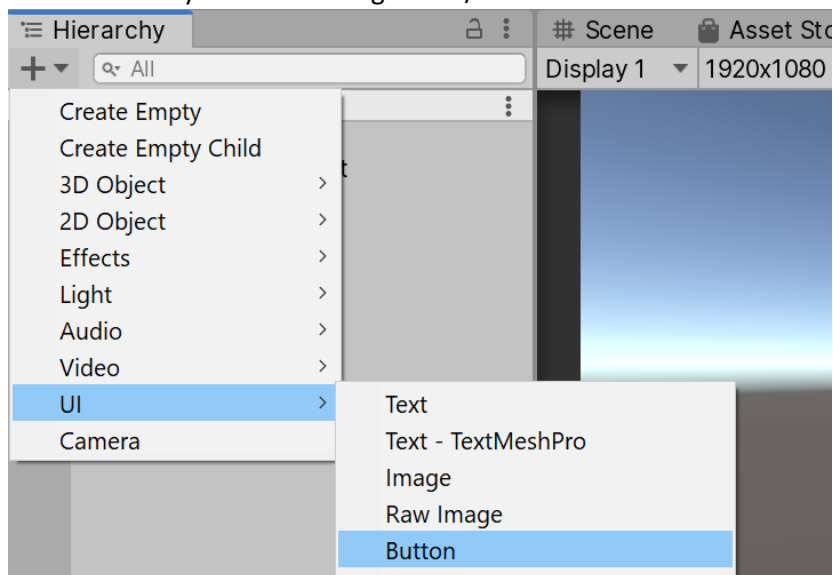 Hierarchy
# Scene
Asset Sto
All
Display 1
1920x1080
Create Empty
Create Empty Child
3D Object
2D Object
Effects
Light
Audio
Video
UI
Camera
Text
Text - TextMeshPro
Image
Raw Image
Button